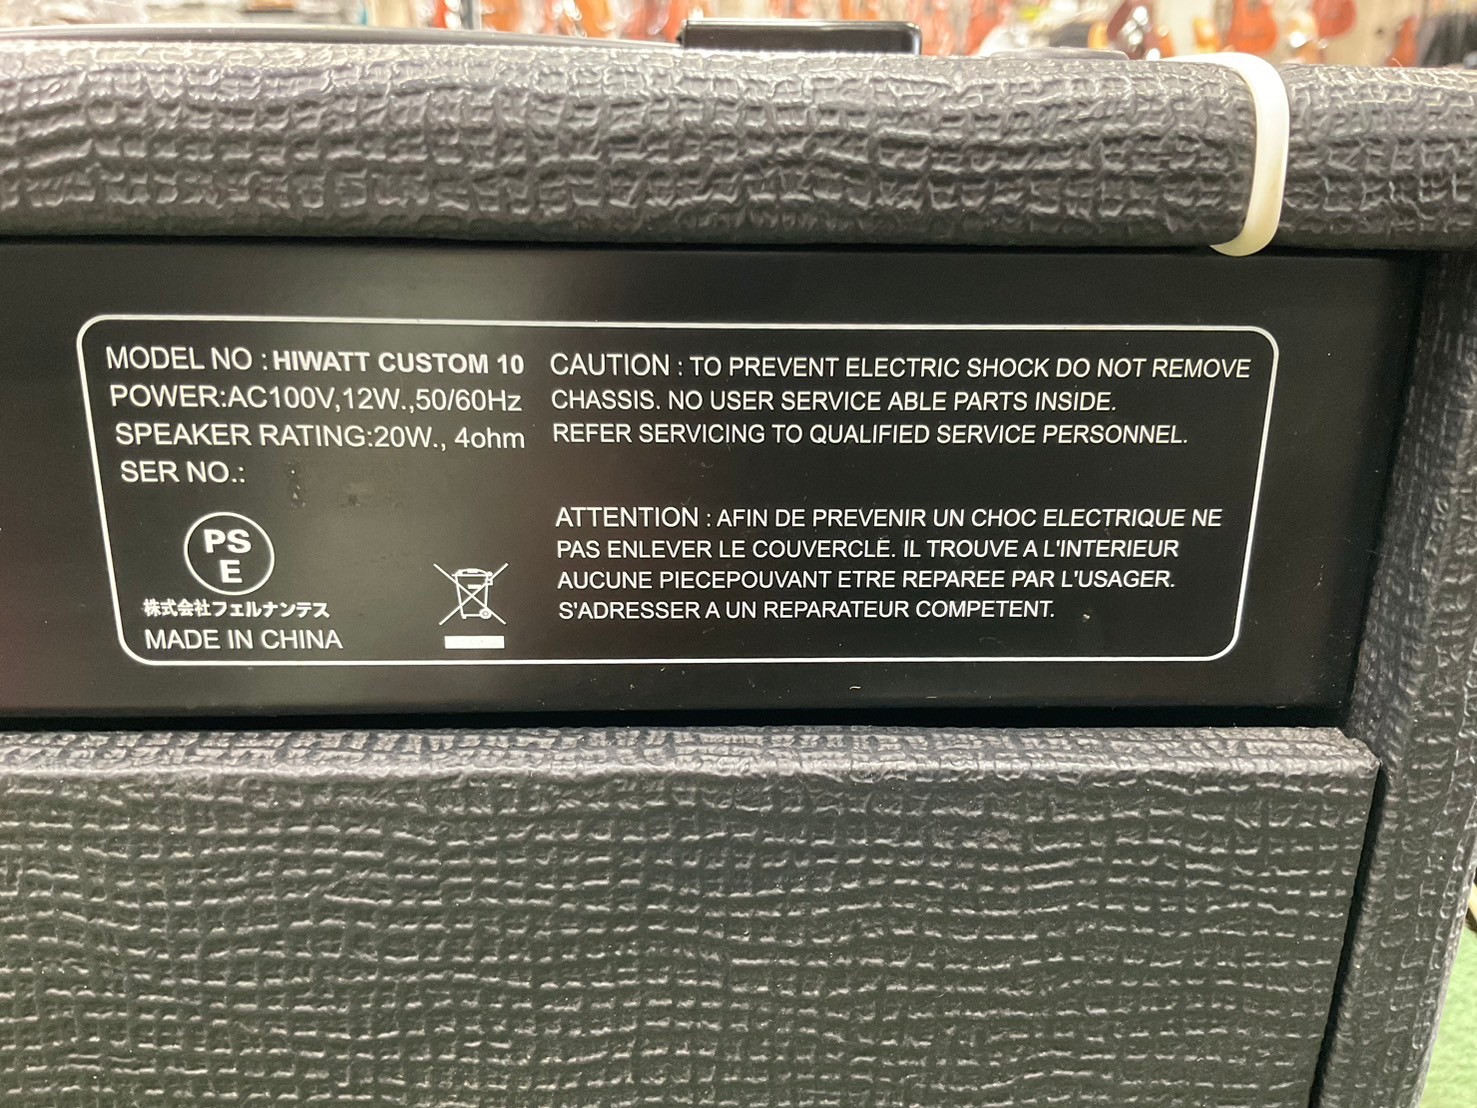 MODEL NO : HIWATT CUSTOM 10
POWER:AC100V,12W.,50/60Hz
SPEAKER RATING:20W., 4ohm
SER NO.:
PS
E
株式会社フェルナンテス
MADE IN CHINA
CAUTION : TO PREVENT ELECTRIC SHOCK DO NOT REMOVE
CHASSIS. NO USER SERVICE ABLE PARTS INSIDE.
REFER SERVICING TO QUALIFIED SERVICE PERSONNEL.
ATTENTION : AFIN DE PREVENIR UN CHOC ELECTRIQUE NE
PAS ENLEVER LE COUVERCLE. IL TROUVE A L'INTERIEUR
AUCUNE PIECEPOUVANT ETRE REPAREE PAR L'USAGER.
S'ADRESSER A UN REPARATEUR COMPETENT.